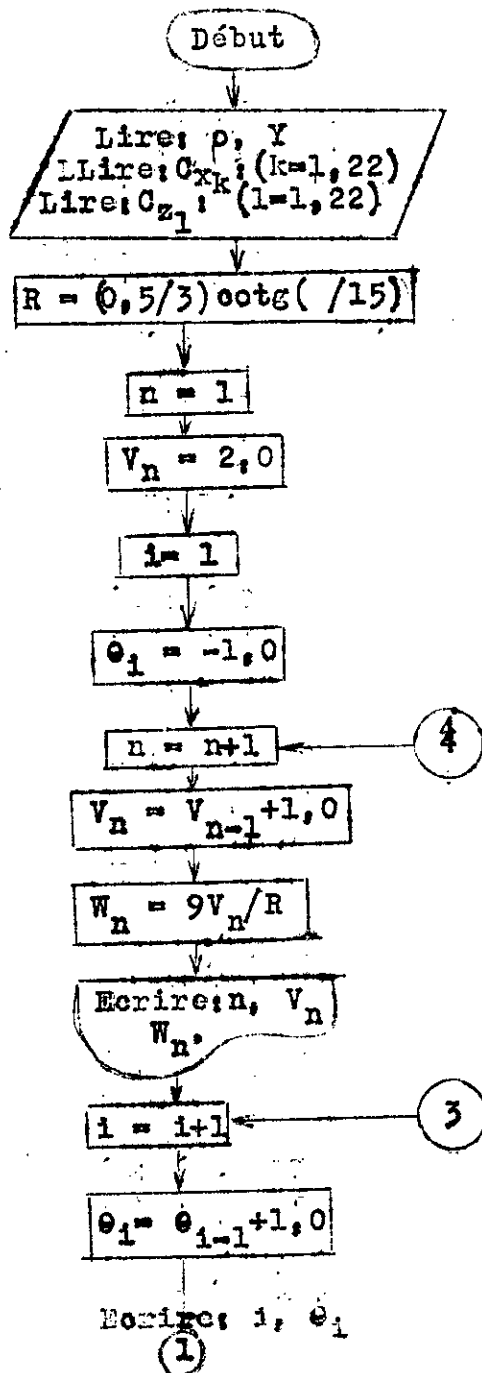 Début
Lire: ρ, Y
LLire:C_{x_k}:(k=1,22)
Lire:C_{z_l}: (l=1,22)
R = (0,5/3)cotg( /15)
n = 1
V_n = 2,0
i= 1
θ_i = -1,0
n = n+1
4
V_n = V_{n-1}+1,0
W_n = 9V_n/R
Ecrire:n, V_n
W_n.
i = i+1
3
θ_i= θ_{i-1}+1,0
Ecrire: i, θ_i
1